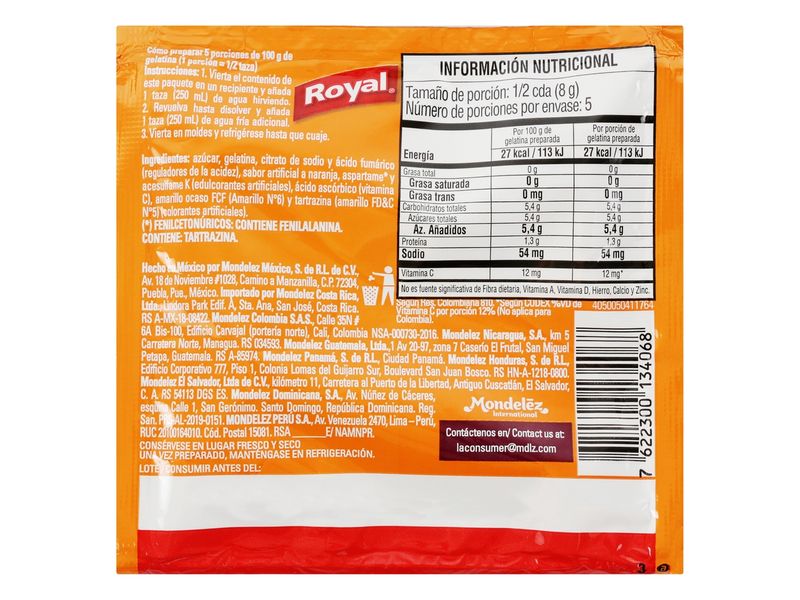 Cómo preparar 5 porciones de 100 g de
gelatina (1 porción = 1/2 taza)
Instrucciones: 1. Vierta el contenido de
este paquete en un recipiente y añada
1 taza (250 mL) de agua hirviendo.
2. Revuelva hasta disolver y añada
1 taza (250 mL) de agua fría adicional.
3. Vierta en moldes y refrigérese hasta que cuaje.
Royal
Ingredientes: azúcar, gelatina, citrato de sodio y ácido fumárico
(reguladores de la acidez), sabor artificial a naranja, aspartame* y
acesulfame K (edulcorantes artificiales), ácido ascórbico (vitamina
C), amarillo ocaso FCF (Amarillo N°6) y tartrazina (amarillo FD&C
N°5) (colorantes artificiales).
(*) FENILCETONÚRICOS: CONTIENE FENILALANINA.
CONTIENE: TARTRAZINA.
INFORMACIÓN NUTRICIONAL
Tamaño de porción: 1/2 cda (8 g)
Número de porciones por envase: 5
Por 100 g de gelatina preparada Por porción de gelatina preparada
Energía 27 kcal / 113 kJ 27 kcal / 113 kJ
Grasa total 0 g 0 g
Grasa saturada 0 g 0 g
Grasa trans 0 mg 0 mg
Carbohidratos totales 5,4 g 5,4 g
Azúcares totales 5,4 g 5,4 g
Az. Añadidos 5,4 g 5,4 g
Proteína 1,3 g 1,3 g
Sodio 54 mg 54 mg
Vitamina C 12 mg 12 mg*
No es fuente significativa de Fibra dietaria, Vitamina A, Vitamina D, Hierro, Calcio y Zinc.
Según Res. Colombiana 810. *Según CODEX %VD de
Vitamina C por porción 12% (No aplica para
Colombia).
4050050411764
Hecho en México por Mondelez México, S. de R.L. de C.V.,
Av. 18 de Noviembre #1028, Camino a Manzanilla, C.P. 72304,
Puebla, Pue., México. Importado por Mondelez Costa Rica,
Ltda. Lindora Park Edif. A, Sta. Ana, San José, Costa Rica.
RS A-MX-18-08422. Mondelez Colombia S.A.S., Calle 35N #
6A Bis-100, Edificio Carvajal (portería norte), Cali, Colombia NSA-000730-2016. Mondelez Nicaragua, S.A., km 5
Carretera Norte, Managua. RS 034593. Mondelez Guatemala, Ltda.,1 Av 20-97, zona 7 Caserío El Frutal, San Miguel
Petapa, Guatemala. RS A-85974. Mondelez Panamá, S. de R.L., Ciudad Panamá. Mondelez Honduras, S. de R.L.,
Edificio Corporativo 777, Piso 1, Colonia Lomas del Guijarro Sur, Boulevard San Juan Bosco. RS HN-A-1218-0800.
Mondelez El Salvador, Ltda de C.V., kilómetro 11, Carretera al Puerto de la Libertad, Antiguo Cuscatlán, El Salvador,
C. A. RS 54113 DGS ES. Mondelez Dominicana, S.A., Av. Núñez de Cáceres,
esquina Calle 1, San Gerónimo. Santo Domingo, República Dominicana. Reg.
San. PISAL-2019-0151. MONDELEZ PERÚ S.A., Av. Venezuela 2470, Lima – Perú,
RUC 20100164010. Cód. Postal 15081. RSA E/ NAMNPR.
CONSÉRVESE EN LUGAR FRESCO Y SECO
UNA VEZ PREPARADO, MANTÉNGASE EN REFRIGERACIÓN.
LOTE/CONSUMIR ANTES DEL:
Mondelēz
International
Contáctenos en/ Contact us at:
laconsumer@mdlz.com
7 622300 134068
3